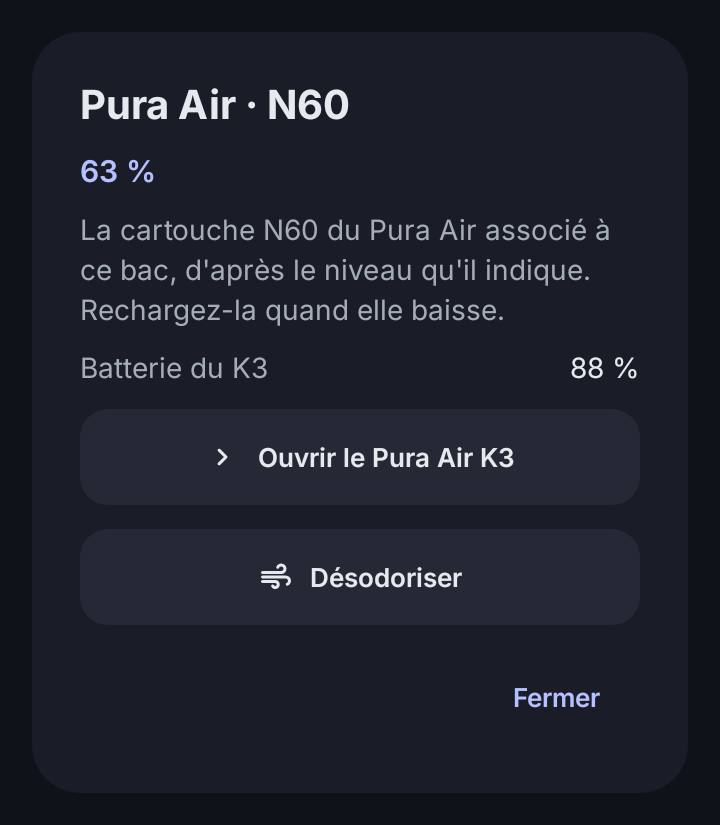 Pura Air · N60
63 %
La cartouche N60 du Pura Air associé à
ce bac, d'après le niveau qu'il indique.
Rechargez-la quand elle baisse.
Batterie du K3 88 %
Ouvrir le Pura Air K3
Désodoriser
Fermer